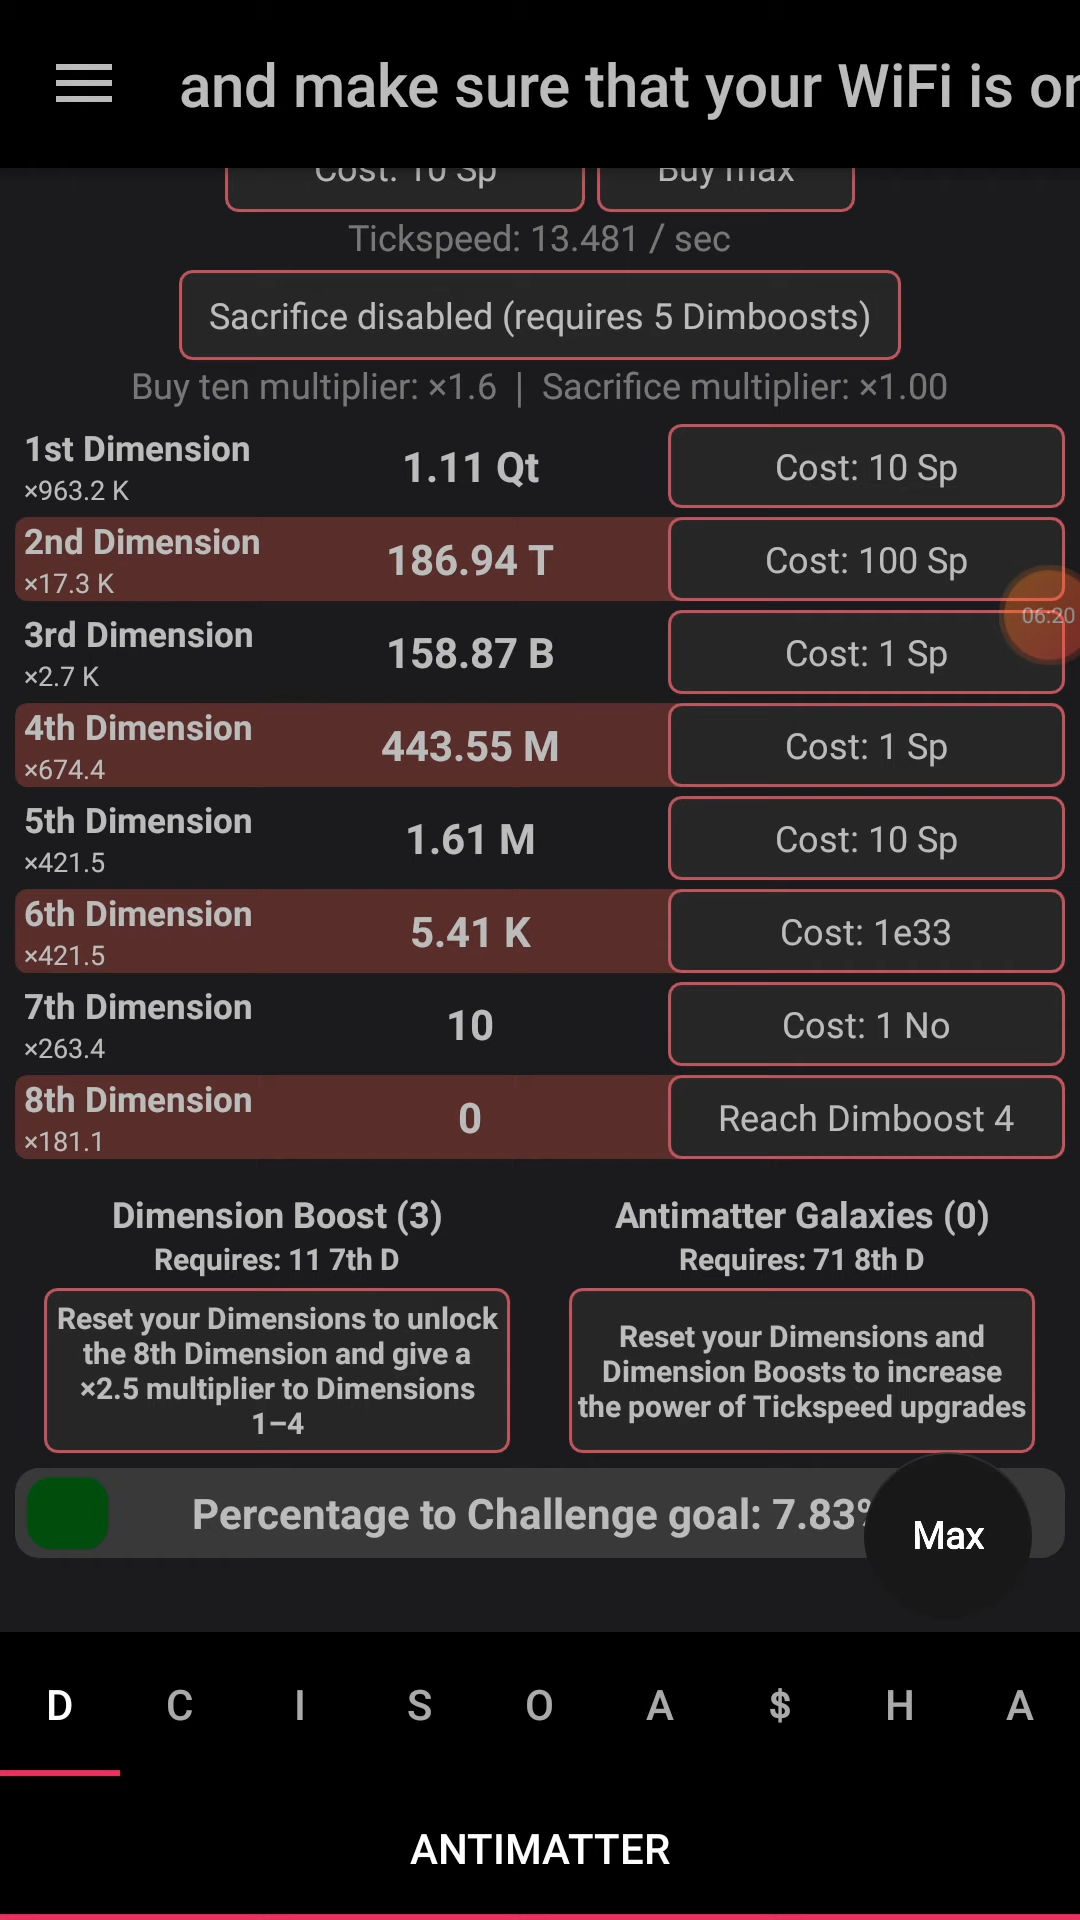 and make sure that your WiFi is on
Cost: 10 Sp
Buy max
Tickspeed: 13.481 / sec
Sacrifice disabled (requires 5 Dimboosts)
Buy ten multiplier: ×1.6 | Sacrifice multiplier: ×1.00
1st Dimension
×963.2 K
1.11 Qt
Cost: 10 Sp
2nd Dimension
×17.3 K
186.94 T
Cost: 100 Sp
06:20
3rd Dimension
×2.7 K
158.87 B
Cost: 1 Sp
4th Dimension
×674.4
443.55 M
Cost: 1 Sp
5th Dimension
×421.5
1.61 M
Cost: 10 Sp
6th Dimension
×421.5
5.41 K
Cost: 1e33
7th Dimension
×263.4
10
Cost: 1 No
8th Dimension
×181.1
0
Reach Dimboost 4
Dimension Boost (3)
Requires: 11 7th D
Reset your Dimensions to unlock
the 8th Dimension and give a
×2.5 multiplier to Dimensions
1–4
Antimatter Galaxies (0)
Requires: 71 8th D
Reset your Dimensions and
Dimension Boosts to increase
the power of Tickspeed upgrades
Percentage to Challenge goal: 7.83%
Max
D C I S O A $ H A
ANTIMATTER